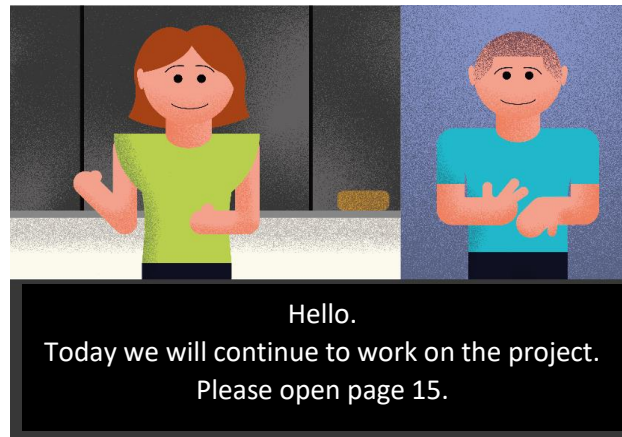 Hello.
Today we will continue to work on the project.
Please open page 15.